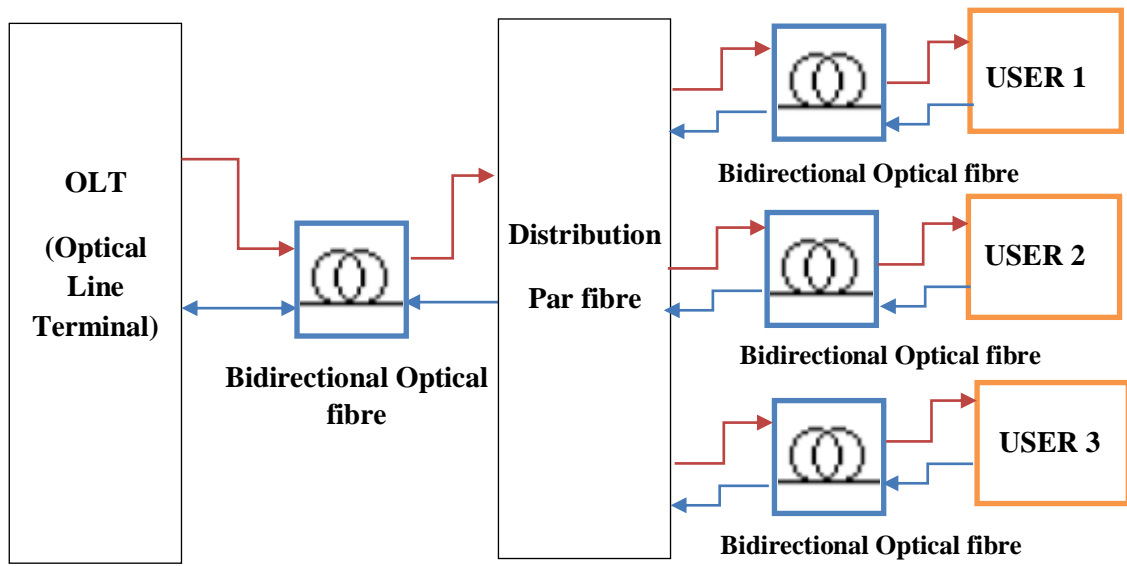 OLT
(Optical
Line
Terminal)
Bidirectional Optical
fibre
Distribution
Par fibre
USER 1
Bidirectional Optical fibre
USER 2
Bidirectional Optical fibre
USER 3
Bidirectional Optical fibre